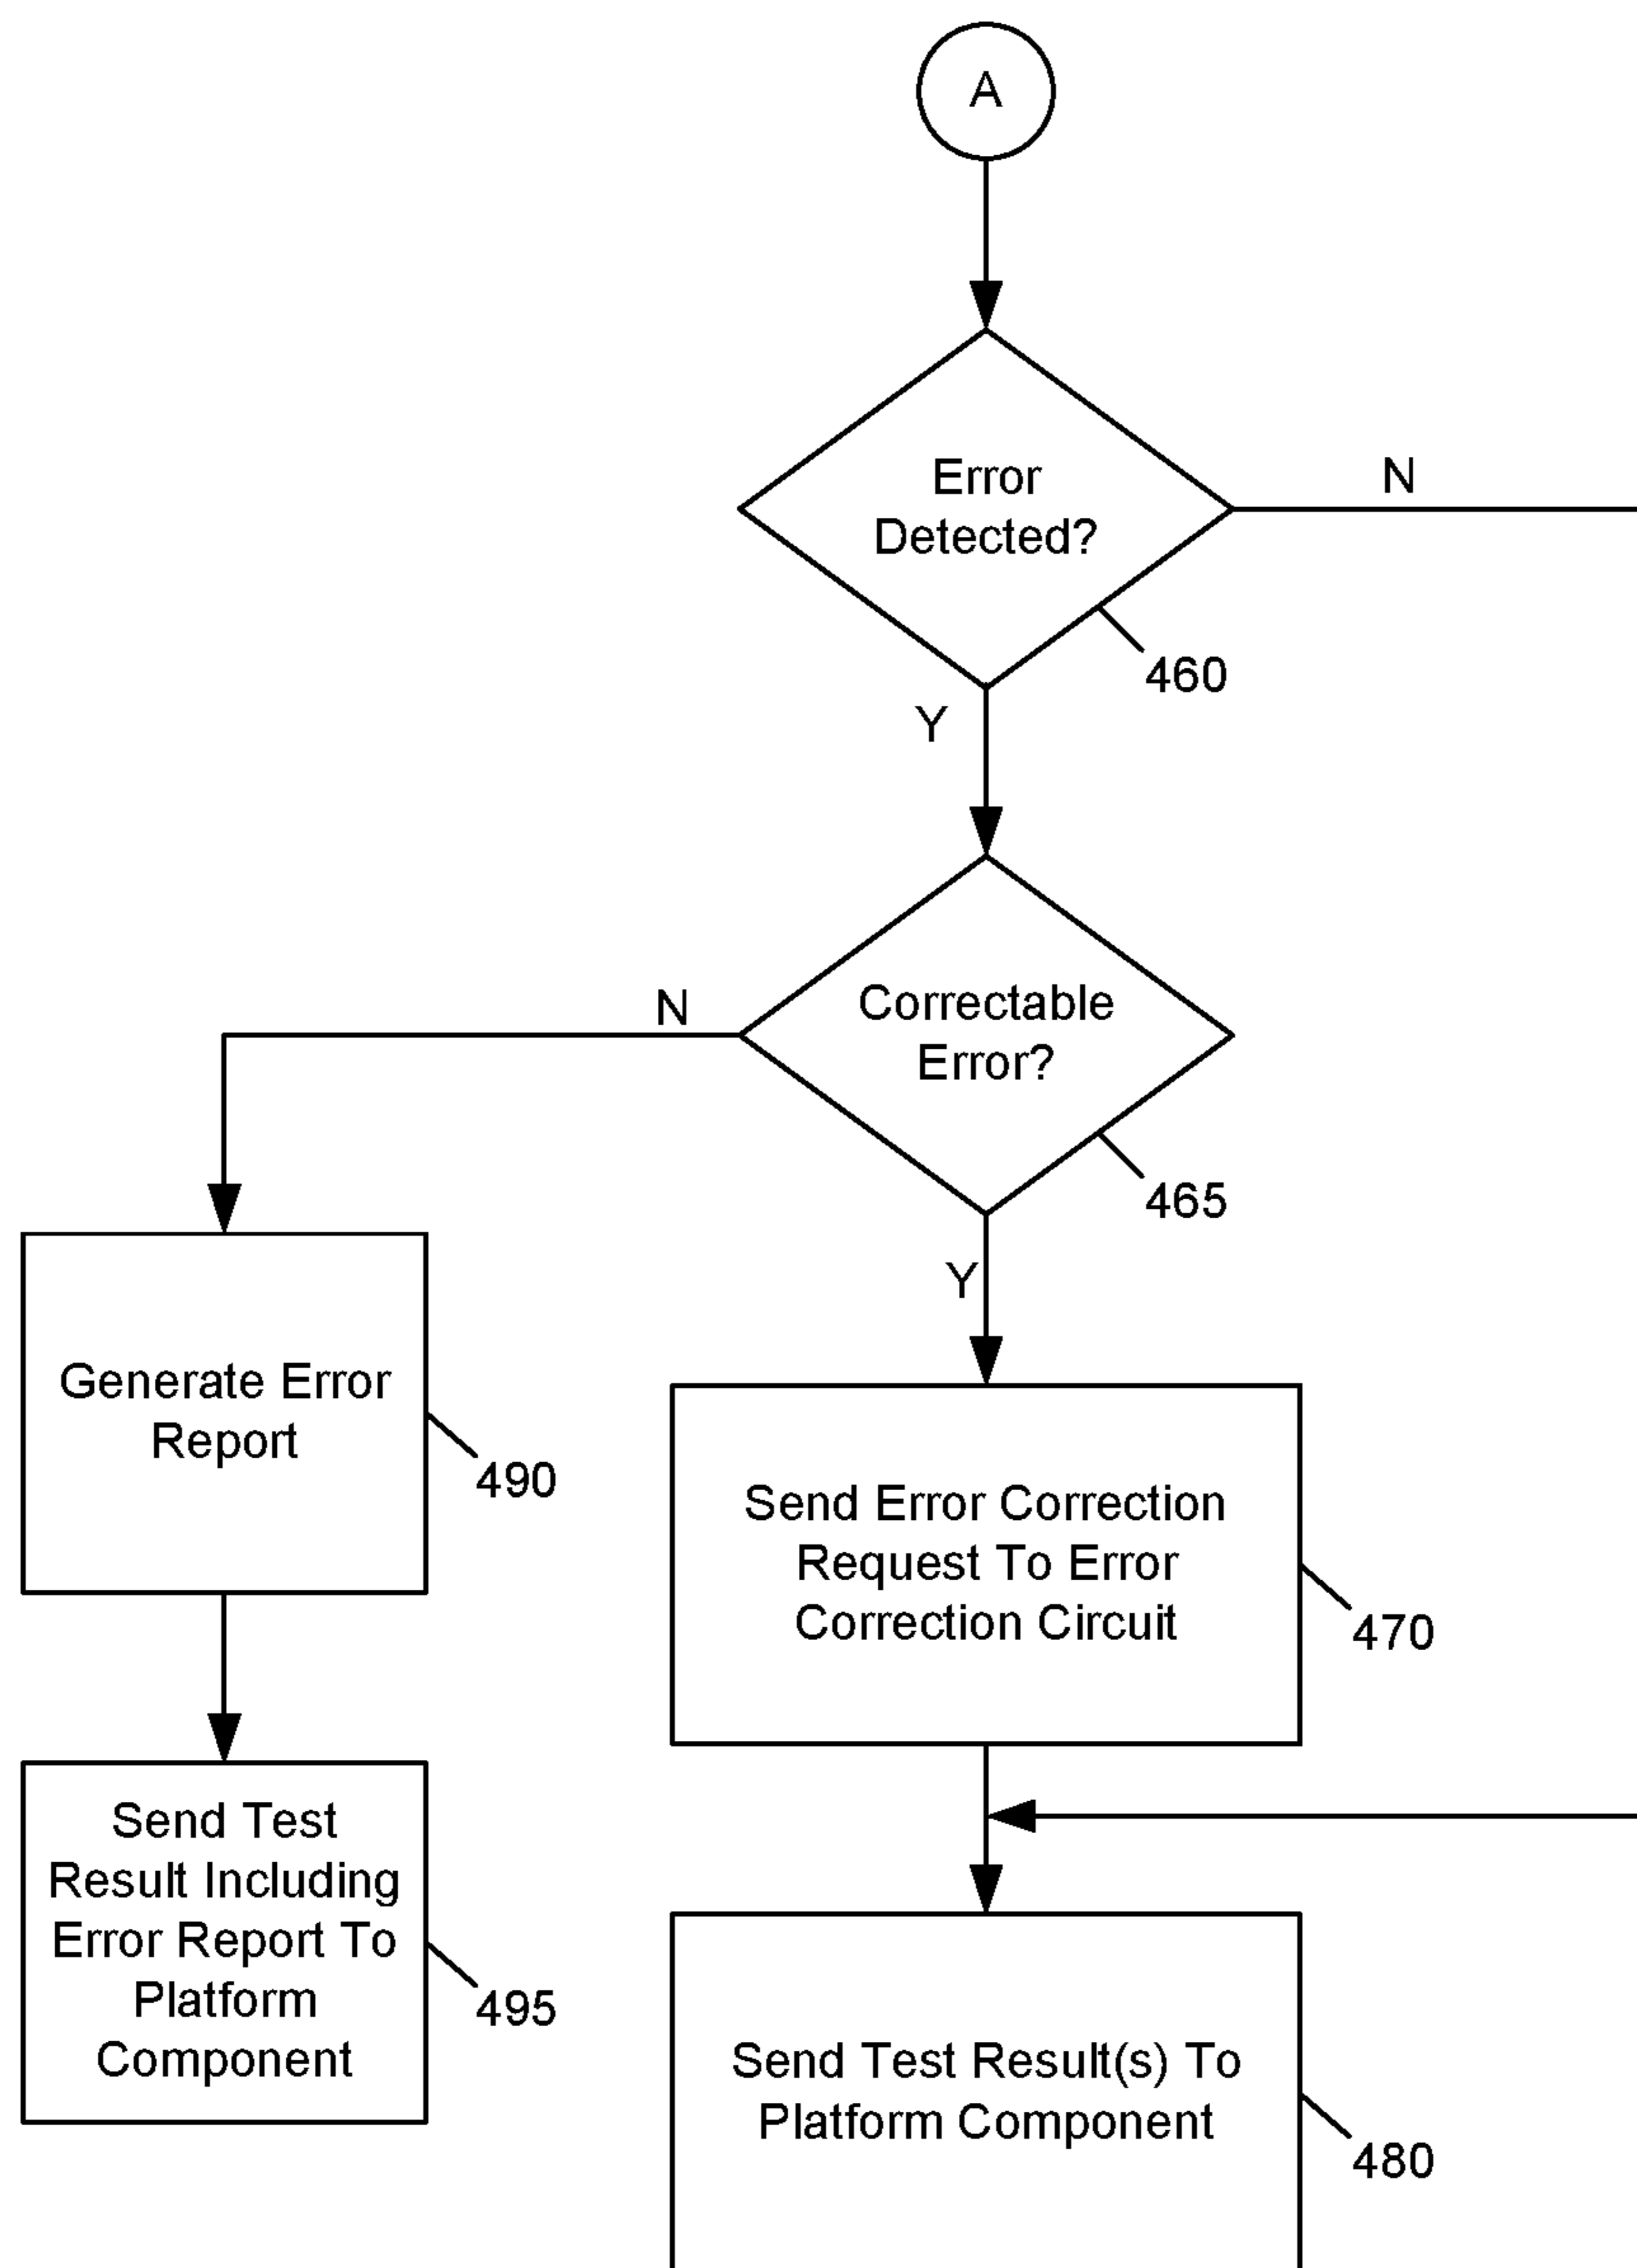 A
Error
Detected?
N
460
Y
Correctable
Error?
N
465
Y
Generate Error
Report
490
Send Error Correction
Request To Error
Correction Circuit
470
Send Test
Result Including
Error Report To
Platform
Component
495
Send Test Result(s) To
Platform Component
480